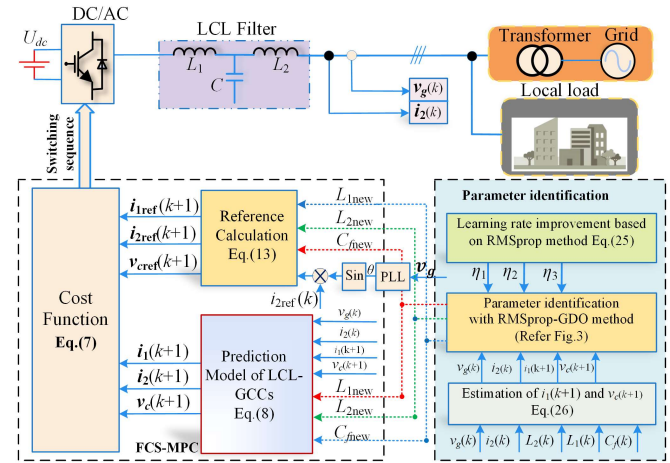 DC/AC
U_dc
LCL Filter
L_1
L_2
C
Transformer
Grid
v_g(k)
i_2(k)
Local load
Switching
sequence
Cost
Function
Eq.(7)
i_1ref(k+1)
i_2ref(k+1)
v_cref(k+1)
Reference
Calculation
Eq.(13)
L_1new
L_2new
C_fnew
Sin
θ
PLL
v_g
i_2ref(k)
i_1(k+1)
i_2(k+1)
v_c(k+1)
Prediction
Model of LCL-
GCCs
Eq.(8)
v_g(k)
i_2(k)
i_1(k+1)
v_c(k+1)
L_1new
L_2new
C_fnew
FCS-MPC
Parameter identification
Learning rate improvement based
on RMSprop method Eq.(25)
η_1 η_2 η_3
Parameter identification
with RMSprop-GDO method
(Refer Fig.3)
v_g(k) i_2(k) i_1(k+1) v_c(k+1)
Estimation of i_1(k+1) and v_c(k+1)
Eq.(26)
v_g(k) i_2(k) L_2(k) L_1(k) C_f(k)